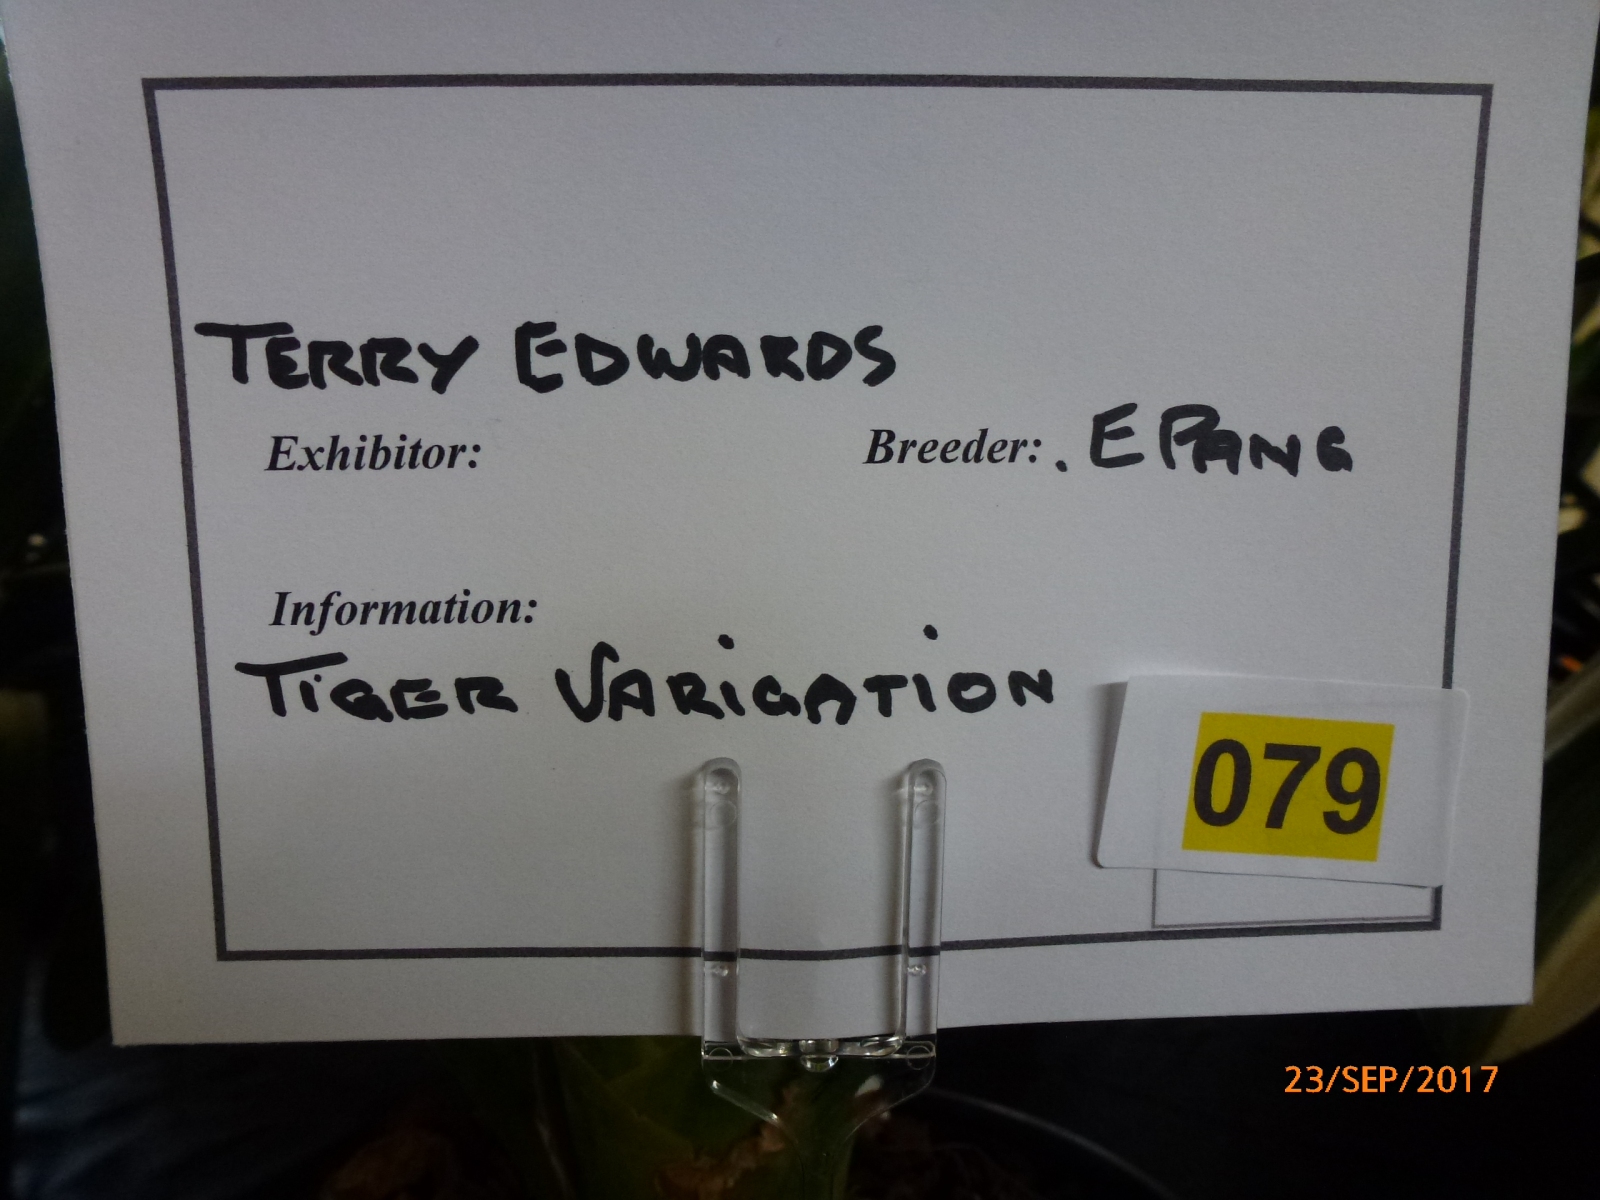 TERRY EDWARDS
Exhibitor:
Breeder: . E PANG
Information:
TIGER VARIGATION
079
23/SEP/2017